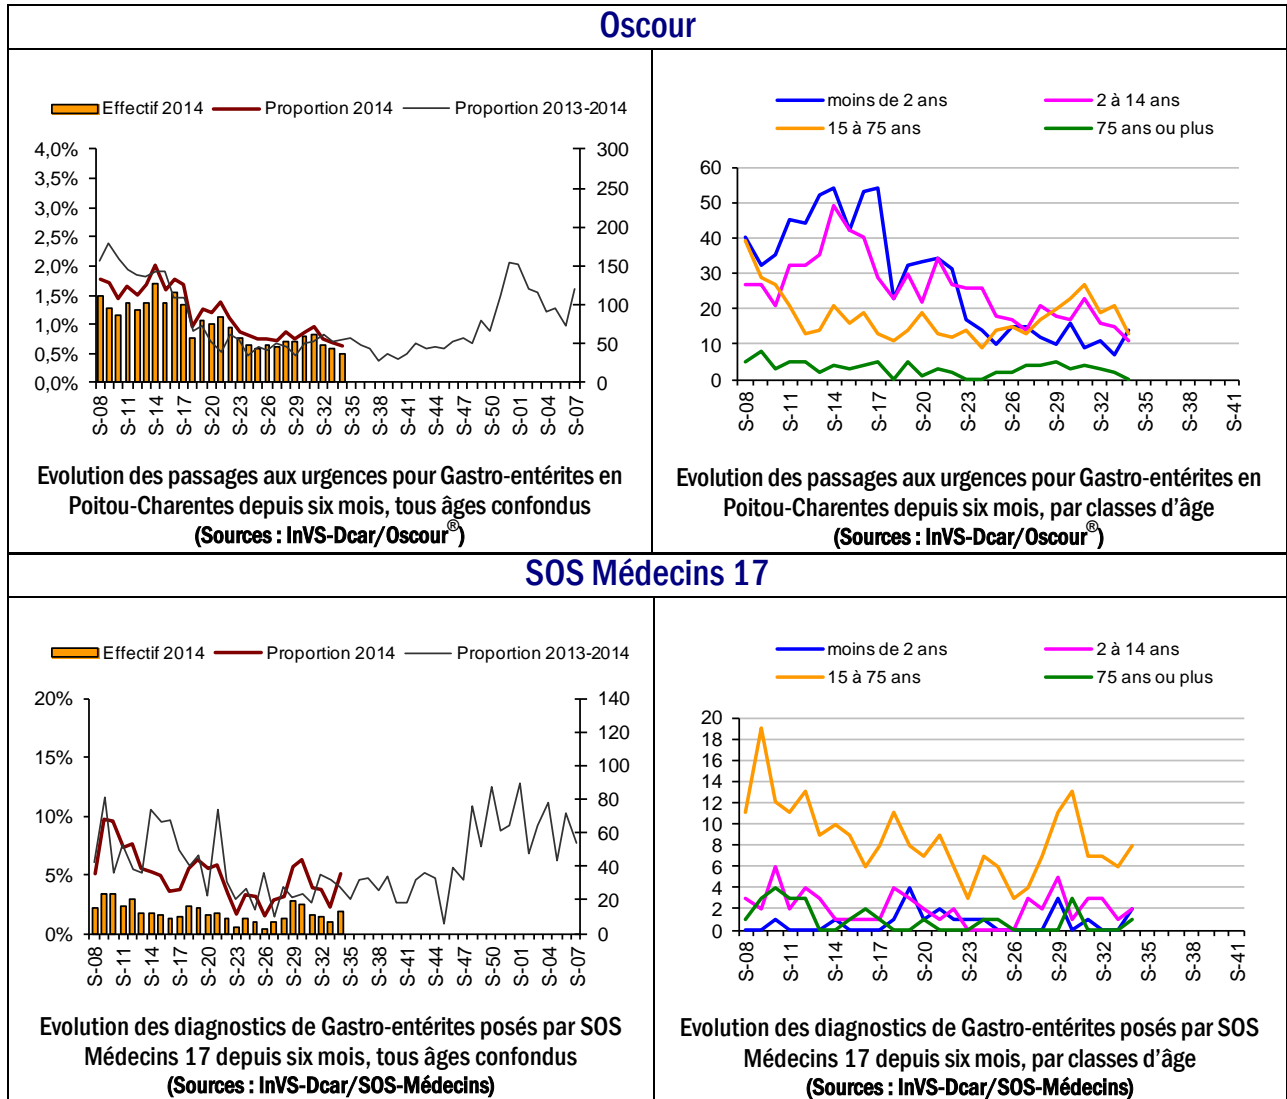 Oscour
Effectif 2014 Proportion 2014 Proportion 2013-2014
4,0% 300
3,5% 250
3,0%
2,5% 200
2,0% 150
1,5% 100
1,0%
0,5% 50
0,0% 0
S-08 S-11 S-14 S-17 S-20 S-23 S-26 S-29 S-32 S-35 S-38 S-41 S-44 S-47 S-50 S-01 S-04 S-07
Evolution des passages aux urgences pour Gastro-entérites en
Poitou-Charentes depuis six mois, tous âges confondus
(Sources : InVS-Dcar/Oscour®)
moins de 2 ans 2 à 14 ans
15 à 75 ans 75 ans ou plus
60
50
40
30
20
10
0
S-08 S-11 S-14 S-17 S-20 S-23 S-26 S-29 S-32 S-35 S-38 S-41
Evolution des passages aux urgences pour Gastro-entérites en
Poitou-Charentes depuis six mois, par classes d'âge
(Sources : InVS-Dcar/Oscour®)
SOS Médecins 17
Effectif 2014 Proportion 2014 Proportion 2013-2014
20% 140
120
15% 100
80
10% 60
5% 40
20
0% 0
S-08 S-11 S-14 S-17 S-20 S-23 S-26 S-29 S-32 S-35 S-38 S-41 S-44 S-47 S-50 S-01 S-04 S-07
Evolution des diagnostics de Gastro-entérites posés par SOS
Médecins 17 depuis six mois, tous âges confondus
(Sources : InVS-Dcar/SOS-Médecins)
moins de 2 ans 2 à 14 ans
15 à 75 ans 75 ans ou plus
20
18
16
14
12
10
8
6
4
2
0
S-08 S-11 S-14 S-17 S-20 S-23 S-26 S-29 S-32 S-35 S-38 S-41
Evolution des diagnostics de Gastro-entérites posés par SOS
Médecins 17 depuis six mois, par classes d'âge
(Sources : InVS-Dcar/SOS-Médecins)